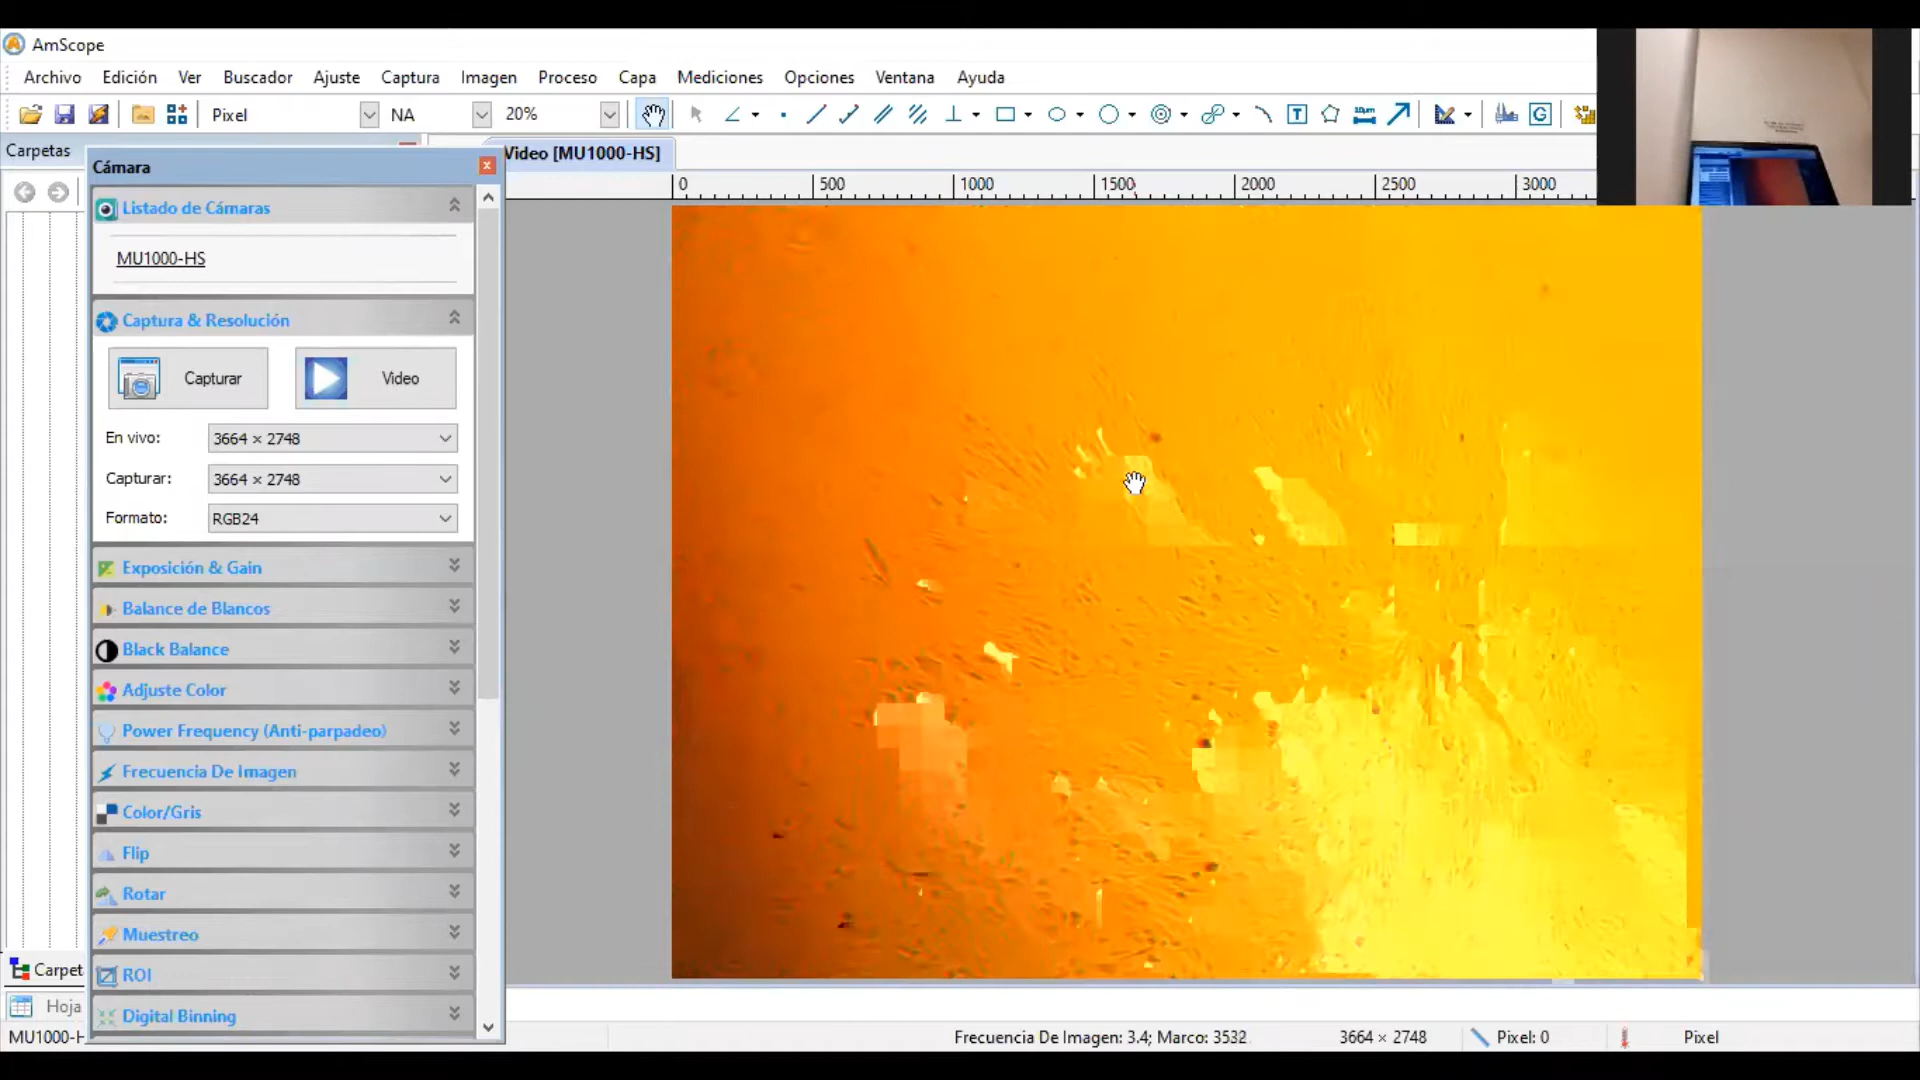 AmScope
Archivo Edición Ver Buscador Ajuste Captura Imagen Proceso Capa Mediciones Opciones Ventana Ayuda
Pixel NA 20%
Carpetas
Cámara
Video [MU1000-HS]
0 500 1000 1500 2000 2500 3000
Listado de Cámaras
MU1000-HS
Captura & Resolución
Capturar Video
En vivo: 3664 × 2748
Capturar: 3664 × 2748
Formato: RGB24
Exposición & Gain
Balance de Blancos
Black Balance
Adjuste Color
Power Frequency (Anti-parpadeo)
Frecuencia De Imagen
Color/Gris
Flip
Rotar
Muestreo
ROI
Digital Binning
Carpet
Hoja
MU1000-H
Frecuencia De Imagen: 3.4; Marco: 3532 3664 × 2748 Pixel: 0 Pixel